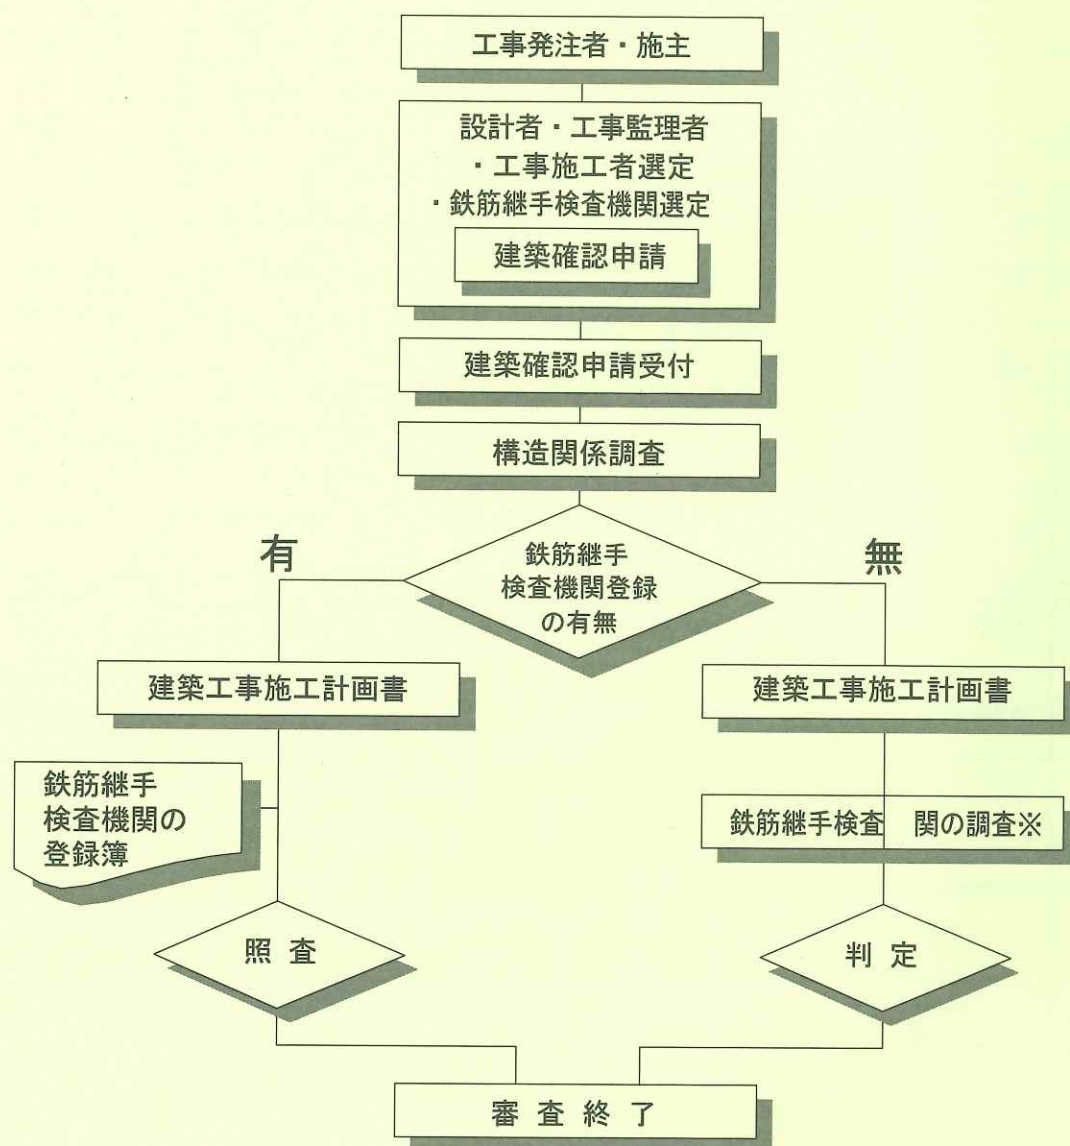 工事発注者・施主
設計者・工事監理者
・工事施工者選定
・鉄筋継手検査機関選定
建築確認申請
建築確認申請受付
構造関係調査
鉄筋継手
検査機関登録
の有無
有
無
建築工事施工計画書
建築工事施工計画書
鉄筋継手
検査機関の
登録簿
鉄筋継手検査 関の調査※
照査
判定
審査終了